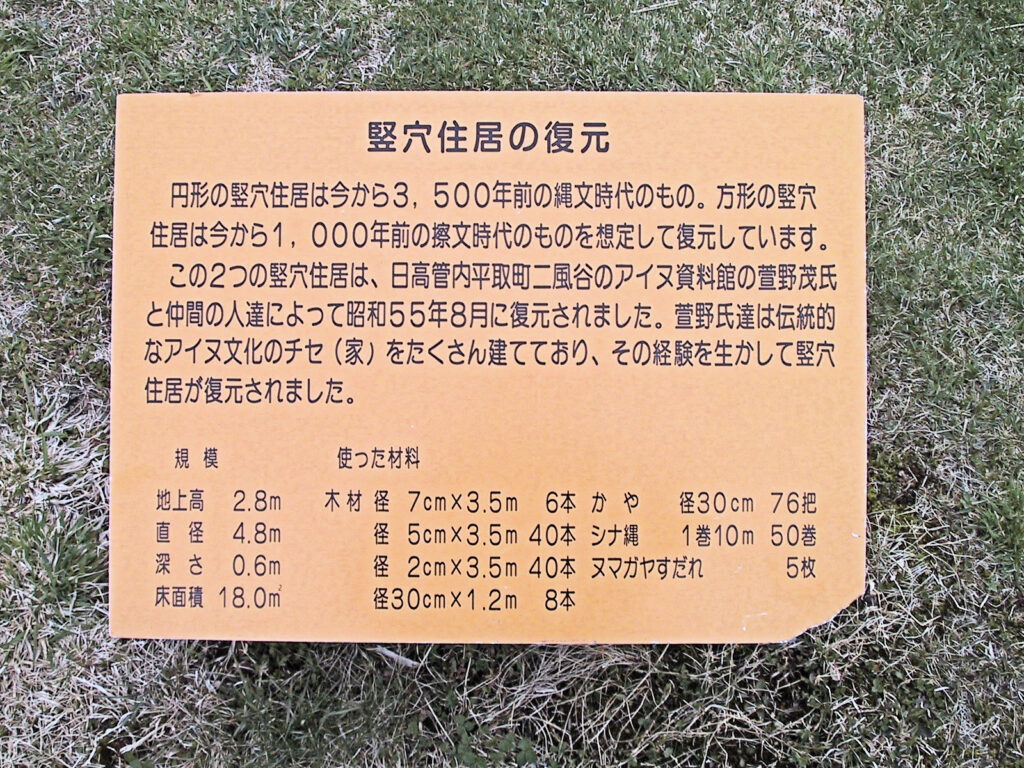 竪穴住居の復元
円形の竪穴住居は今から3，500年前の縄文時代のもの。方形の竪穴
住居は今から1，000年前の擦文時代のものを想定して復元しています。
この2つの竪穴住居は、日高管内平取町二風谷のアイヌ資料館の萱野茂氏
と仲間の人達によって昭和55年8月に復元されました。萱野氏達は伝統的
なアイヌ文化のチセ（家）をたくさん建てており、その経験を生かして竪穴
住居が復元されました。
規模 使った材料
地上高 2.8m 木材 径 7cm×3.5m 6本 かや 径30cm 76把
直径 4.8m 径 5cm×3.5m 40本 シナ縄 1巻10m 50巻
深さ 0.6m 径 2cm×3.5m 40本 ヌマガヤすだれ 5枚
床面積 18.0㎡ 径30cm×1.2m 8本